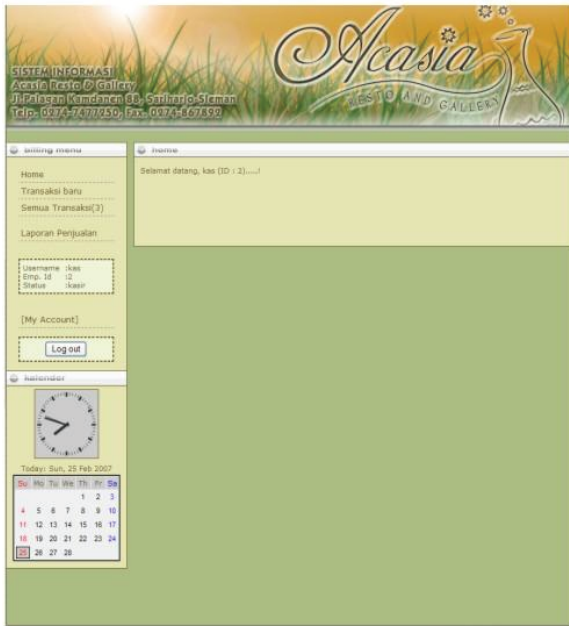 SISTEM INFORMASI
Acasia Resto & Gallery
Jl.Palagan Kamdanen 88, Sariharjo-Sleman
Telp. 0274-7477250, Fax. 0274-867892
Acasia
RESTO AND GALLERY
billing menu
Home
Transaksi baru
Semua Transaksi(3)
Laporan Penjualan
Username :kas
Emp. Id :2
Status :kasir
[My Account]
Log out
kalender
Today: Sun, 25 Feb 2007
Su Mo Tu We Th Fr Sa
1 2 3
4 5 6 7 8 9 10
11 12 13 14 15 16 17
18 19 20 21 22 23 24
25 26 27 28
home
Selamat datang, kas (ID : 2).....!